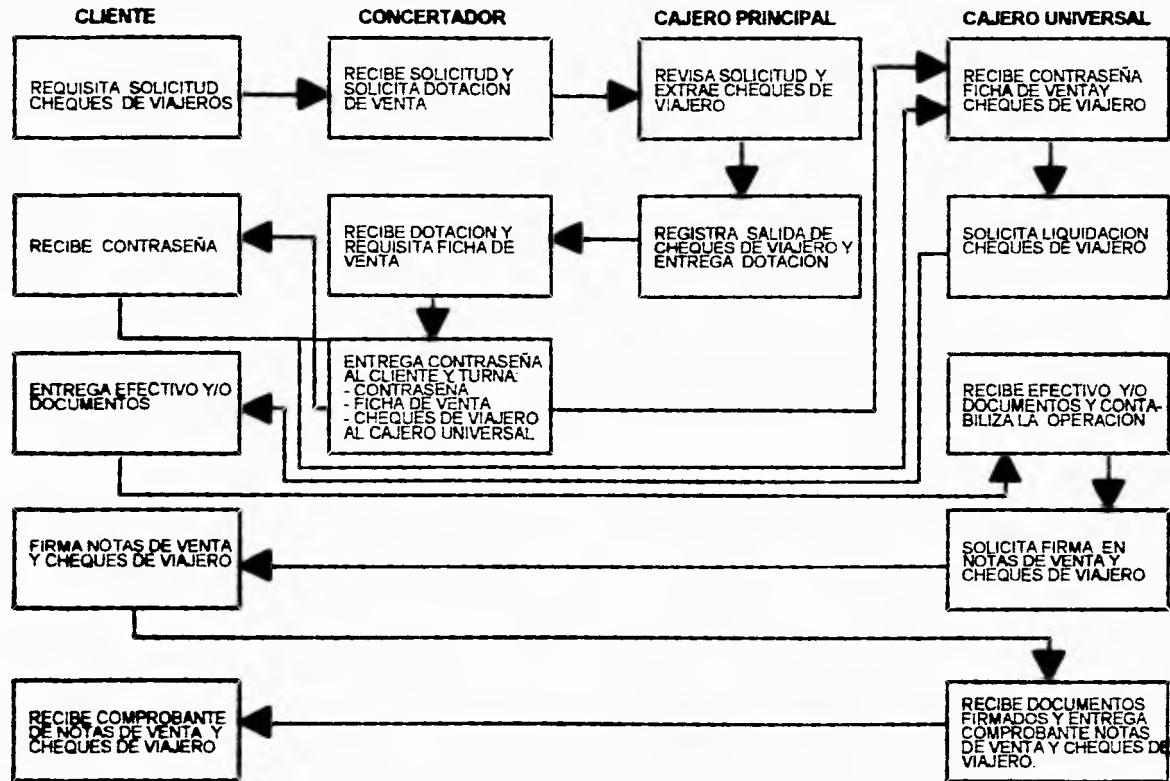 CLIENTE
CONCERTADOR
CAJERO PRINCIPAL
CAJERO UNIVERSAL
REQUISITA SOLICITUD
CHEQUES DE VIAJEROS
RECIBE SOLICITUD Y
SOLICITA DOTACION
DE VENTA
REVISA SOLICITUD Y
EXTRAE CHEQUES DE
VIAJERO
RECIBE CONTRASEÑA
FICHA DE VENTA Y
CHEQUES DE VIAJERO
RECIBE CONTRASEÑA
RECIBE DOTACION Y
REQUISITA FICHA DE
VENTA
REGISTRA SALIDA DE
CHEQUES DE VIAJERO Y
ENTREGA DOTACION
SOLICITA LIQUIDACION
CHEQUES DE VIAJERO
ENTREGA EFECTIVO Y/O
DOCUMENTOS
ENTREGA CONTRASEÑA
AL CLIENTE Y TURNA:
- CONTRASEÑA
- FICHA DE VENTA
- CHEQUES DE VIAJERO
AL CAJERO UNIVERSAL
RECIBE EFECTIVO Y/O
DOCUMENTOS Y CONTA-
BILIZA LA OPERACION
FIRMA NOTAS DE VENTA
Y CHEQUES DE VIAJERO
SOLICITA FIRMA EN
NOTAS DE VENTA Y
CHEQUES DE VIAJERO
RECIBE COMPROBANTE
DE NOTAS DE VENTA Y
CHEQUES DE VIAJERO
RECIBE DOCUMENTOS
FIRMADOS Y ENTREGA
COMPROBANTE NOTAS
DE VENTA Y CHEQUES DE
VIAJERO.